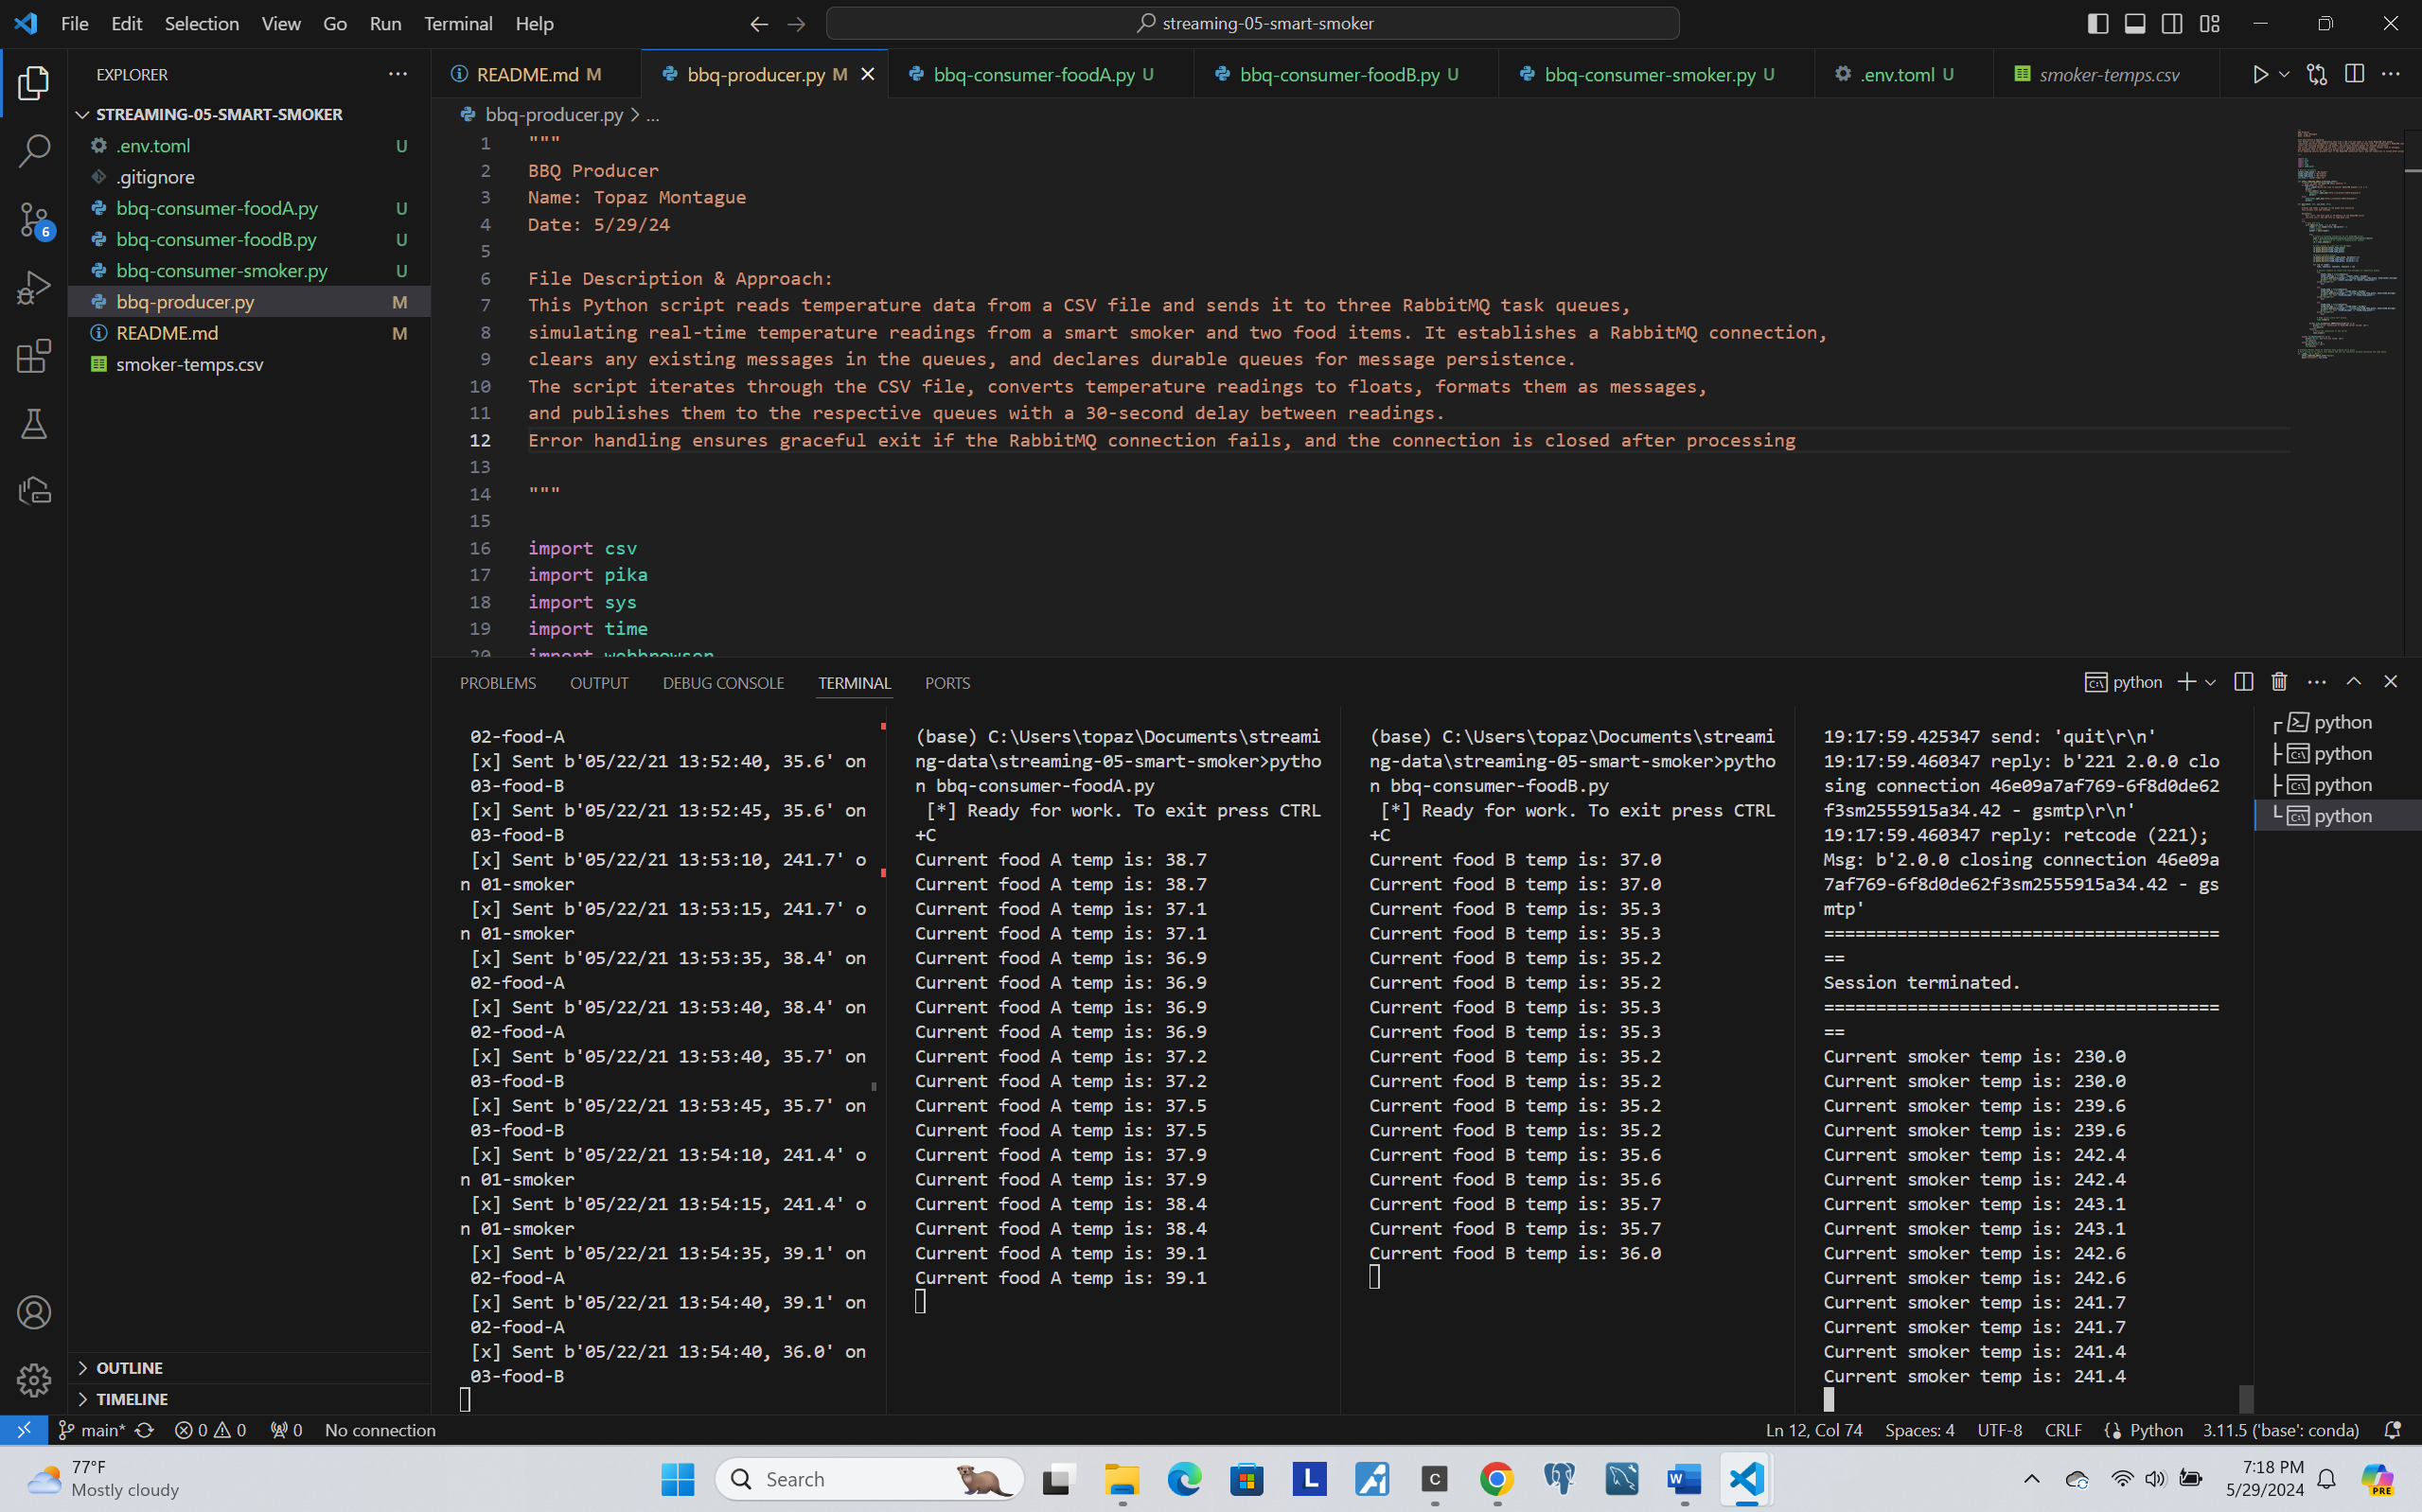 File Edit Selection View Go Run Terminal Help
streaming-05-smart-smoker
EXPLORER
STREAMING-05-SMART-SMOKER
.env.toml U
.gitignore
bbq-consumer-foodA.py U
bbq-consumer-foodB.py U
bbq-consumer-smoker.py U
bbq-producer.py M
README.md M
smoker-temps.csv
6
OUTLINE
TIMELINE
README.md M
bbq-producer.py M
bbq-consumer-foodA.py U
bbq-consumer-foodB.py U
bbq-consumer-smoker.py U
.env.toml U
smoker-temps.csv
bbq-producer.py > ...
1 """
2 BBQ Producer
3 Name: Topaz Montague
4 Date: 5/29/24
5
6 File Description & Approach:
7 This Python script reads temperature data from a CSV file and sends it to three RabbitMQ task queues,
8 simulating real-time temperature readings from a smart smoker and two food items. It establishes a RabbitMQ connection,
9 clears any existing messages in the queues, and declares durable queues for message persistence.
10 The script iterates through the CSV file, converts temperature readings to floats, formats them as messages,
11 and publishes them to the respective queues with a 30-second delay between readings.
12 Error handling ensures graceful exit if the RabbitMQ connection fails, and the connection is closed after processing
13
14 """
15
16 import csv
17 import pika
18 import sys
19 import time
20 import webbrowser
PROBLEMS OUTPUT DEBUG CONSOLE TERMINAL PORTS
python
02-food-A
[x] Sent b'05/22/21 13:52:40, 35.6' on
03-food-B
[x] Sent b'05/22/21 13:52:45, 35.6' on
03-food-B
[x] Sent b'05/22/21 13:53:10, 241.7' o
n 01-smoker
[x] Sent b'05/22/21 13:53:15, 241.7' o
n 01-smoker
[x] Sent b'05/22/21 13:53:35, 38.4' on
02-food-A
[x] Sent b'05/22/21 13:53:40, 38.4' on
02-food-A
[x] Sent b'05/22/21 13:53:40, 35.7' on
03-food-B
[x] Sent b'05/22/21 13:53:45, 35.7' on
03-food-B
[x] Sent b'05/22/21 13:54:10, 241.4' o
n 01-smoker
[x] Sent b'05/22/21 13:54:15, 241.4' o
n 01-smoker
[x] Sent b'05/22/21 13:54:35, 39.1' on
02-food-A
[x] Sent b'05/22/21 13:54:40, 39.1' on
02-food-A
[x] Sent b'05/22/21 13:54:40, 36.0' on
03-food-B
(base) C:\Users\topaz\Documents\streami
ng-data\streaming-05-smart-smoker>pytho
n bbq-consumer-foodA.py
[*] Ready for work. To exit press CTRL
+C
Current food A temp is: 38.7
Current food A temp is: 38.7
Current food A temp is: 37.1
Current food A temp is: 37.1
Current food A temp is: 36.9
Current food A temp is: 36.9
Current food A temp is: 36.9
Current food A temp is: 36.9
Current food A temp is: 37.2
Current food A temp is: 37.2
Current food A temp is: 37.5
Current food A temp is: 37.5
Current food A temp is: 37.9
Current food A temp is: 37.9
Current food A temp is: 38.4
Current food A temp is: 38.4
Current food A temp is: 39.1
Current food A temp is: 39.1
(base) C:\Users\topaz\Documents\streami
ng-data\streaming-05-smart-smoker>pytho
n bbq-consumer-foodB.py
[*] Ready for work. To exit press CTRL
+C
Current food B temp is: 37.0
Current food B temp is: 37.0
Current food B temp is: 35.3
Current food B temp is: 35.3
Current food B temp is: 35.2
Current food B temp is: 35.2
Current food B temp is: 35.3
Current food B temp is: 35.3
Current food B temp is: 35.2
Current food B temp is: 35.2
Current food B temp is: 35.2
Current food B temp is: 35.2
Current food B temp is: 35.6
Current food B temp is: 35.6
Current food B temp is: 35.7
Current food B temp is: 35.7
Current food B temp is: 36.0
19:17:59.425347 send: 'quit\r\n'
19:17:59.460347 reply: b'221 2.0.0 clo
sing connection 46e09a7af769-6f8d0de62
f3sm2555915a34.42 - gsmtp\r\n'
19:17:59.460347 reply: retcode (221);
Msg: b'2.0.0 closing connection 46e09a
7af769-6f8d0de62f3sm2555915a34.42 - gs
mtp'
======================================
==
Session terminated.
======================================
==
Current smoker temp is: 230.0
Current smoker temp is: 230.0
Current smoker temp is: 239.6
Current smoker temp is: 239.6
Current smoker temp is: 242.4
Current smoker temp is: 242.4
Current smoker temp is: 243.1
Current smoker temp is: 243.1
Current smoker temp is: 242.6
Current smoker temp is: 242.6
Current smoker temp is: 241.7
Current smoker temp is: 241.7
Current smoker temp is: 241.4
Current smoker temp is: 241.4
python
python
python
python
main* 0 0 0 No connection
Ln 12, Col 74 Spaces: 4 UTF-8 CRLF Python 3.11.5 ('base': conda)
77°F
Mostly cloudy
Search
7:18 PM
5/29/2024
PRE